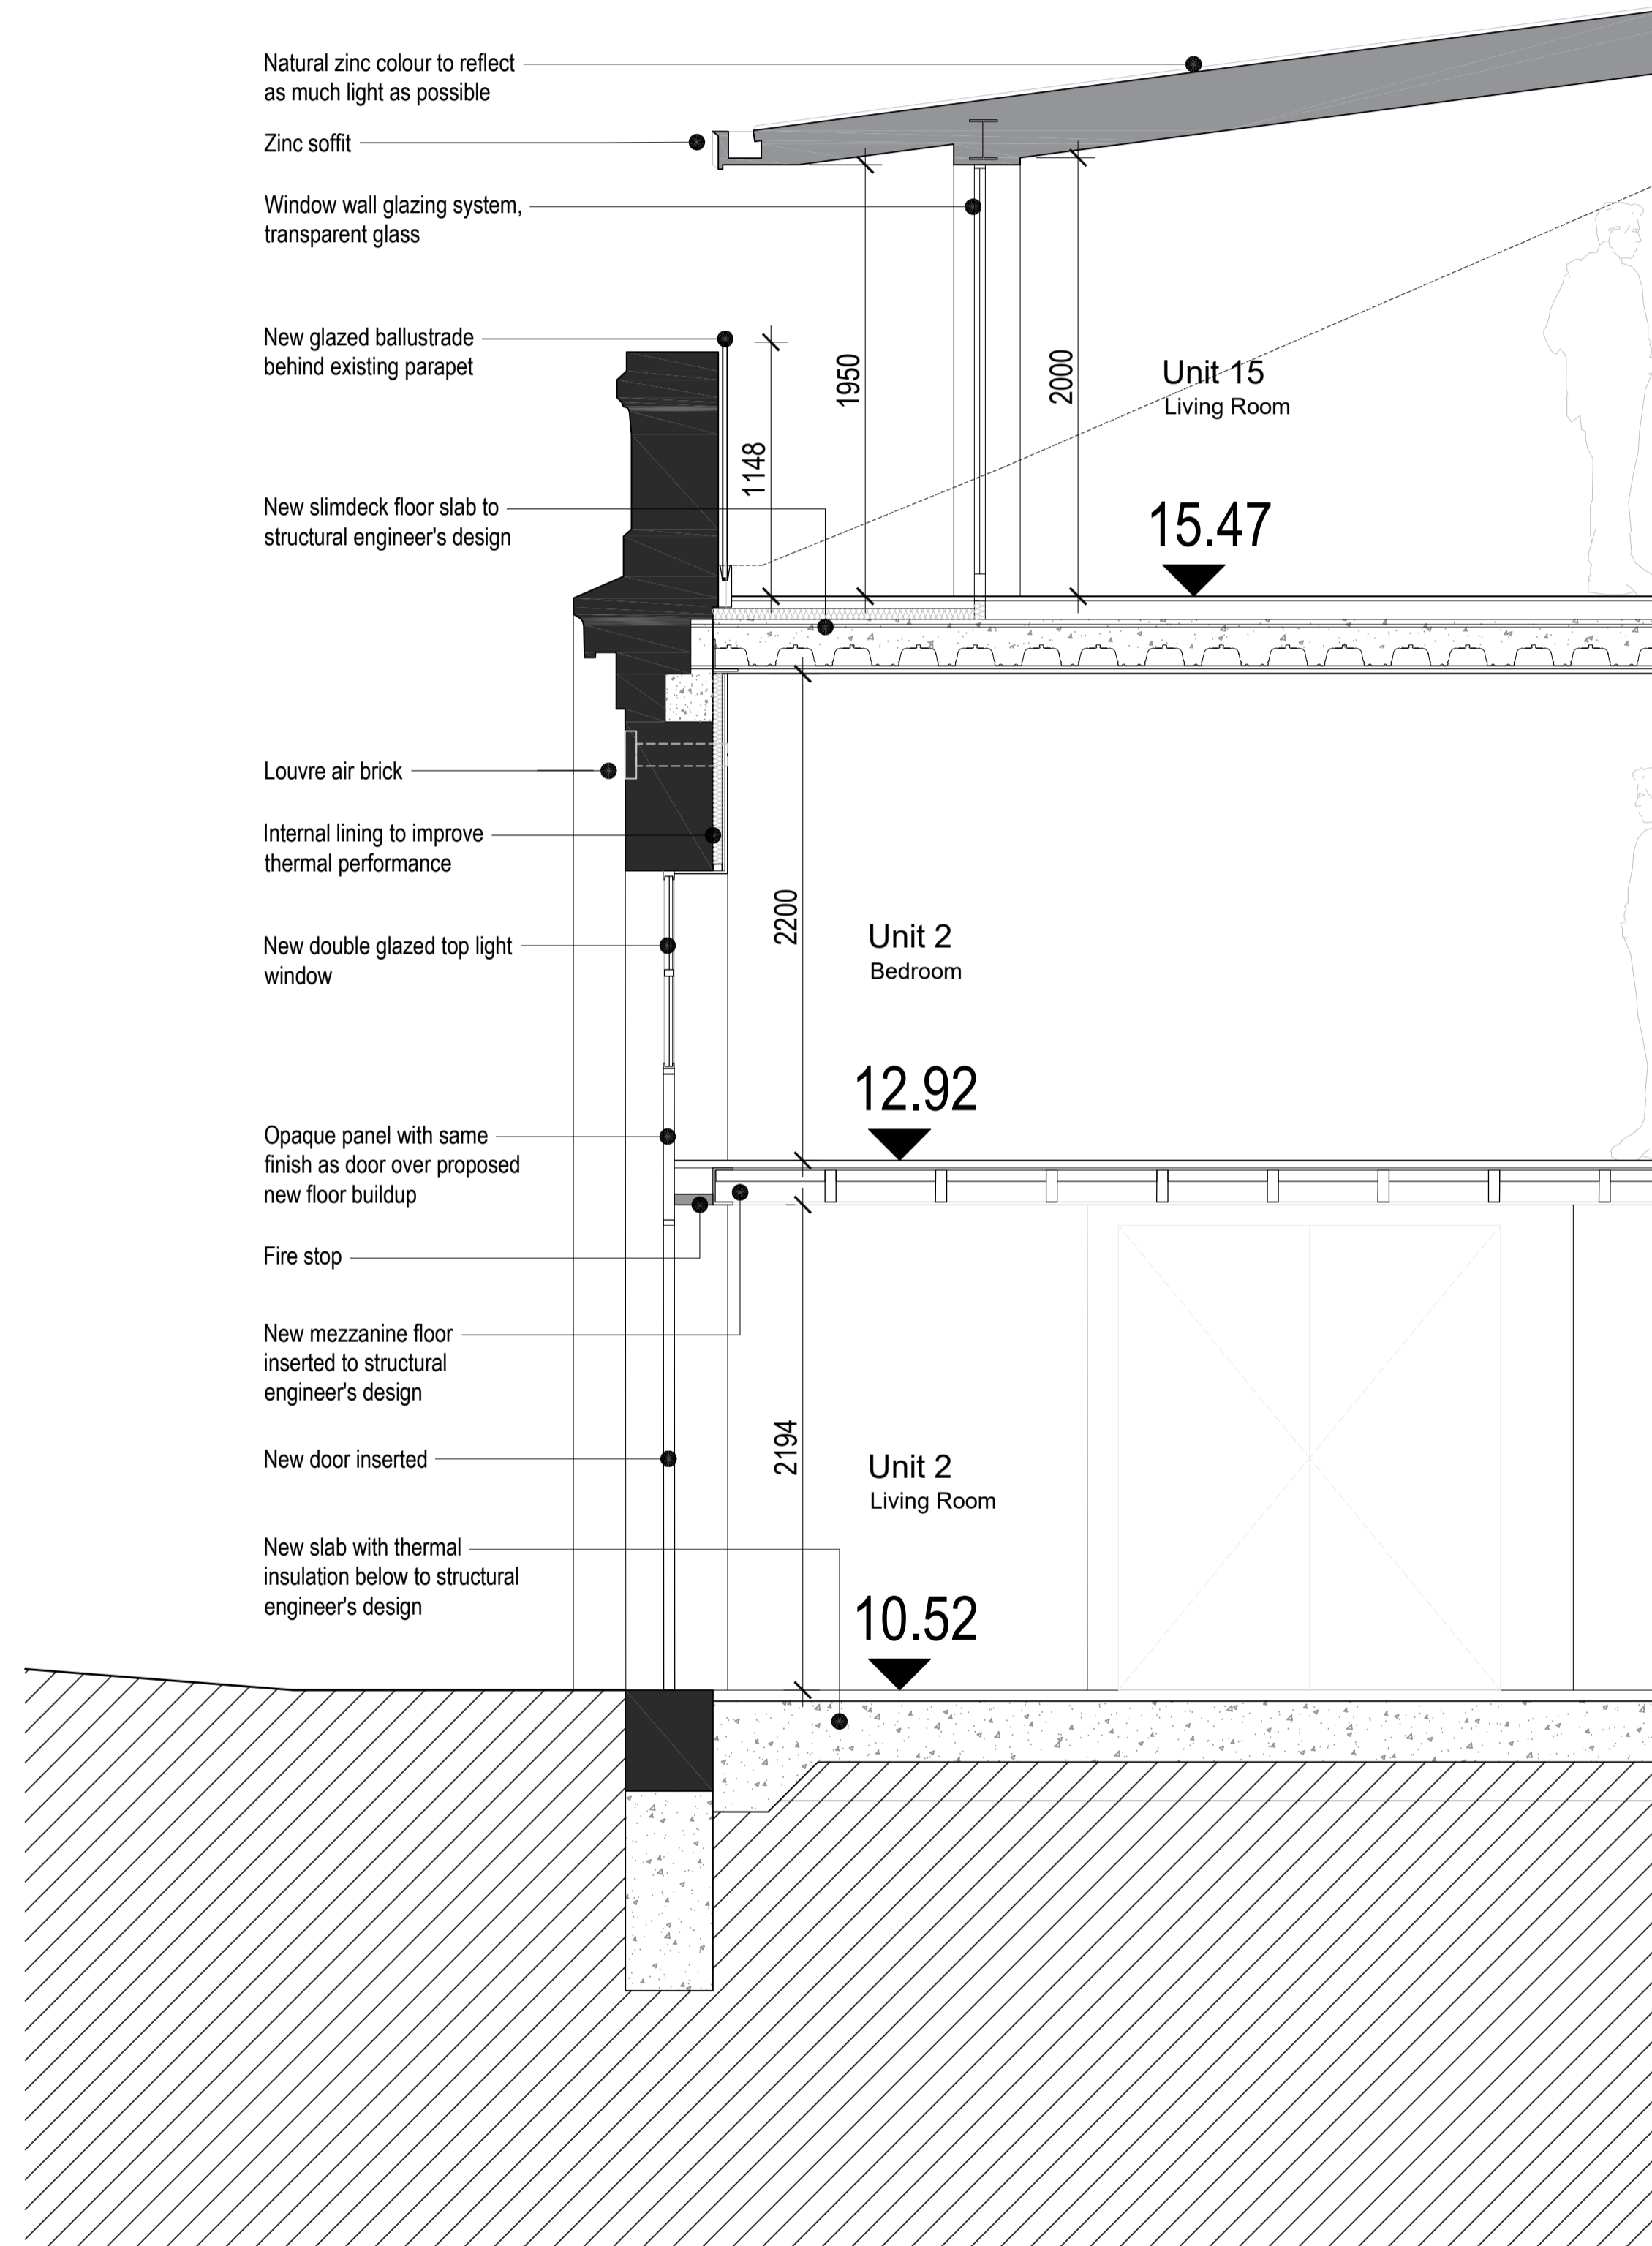 Natural zinc colour to reflect
as much light as possible
Zinc soffit
Window wall glazing system,
transparent glass
New glazed ballustrade
behind existing parapet
1148
1950
2000
Unit 15
Living Room
New slimdeck floor slab to
structural engineer's design
15.47
Louvre air brick
Internal lining to improve
thermal performance
2200
Unit 2
Bedroom
New double glazed top light
window
12.92
Opaque panel with same
finish as door over proposed
new floor buildup
Fire stop
New mezzanine floor
inserted to structural
engineer's design
2194
New door inserted
Unit 2
Living Room
New slab with thermal
insulation below to structural
engineer's design
10.52